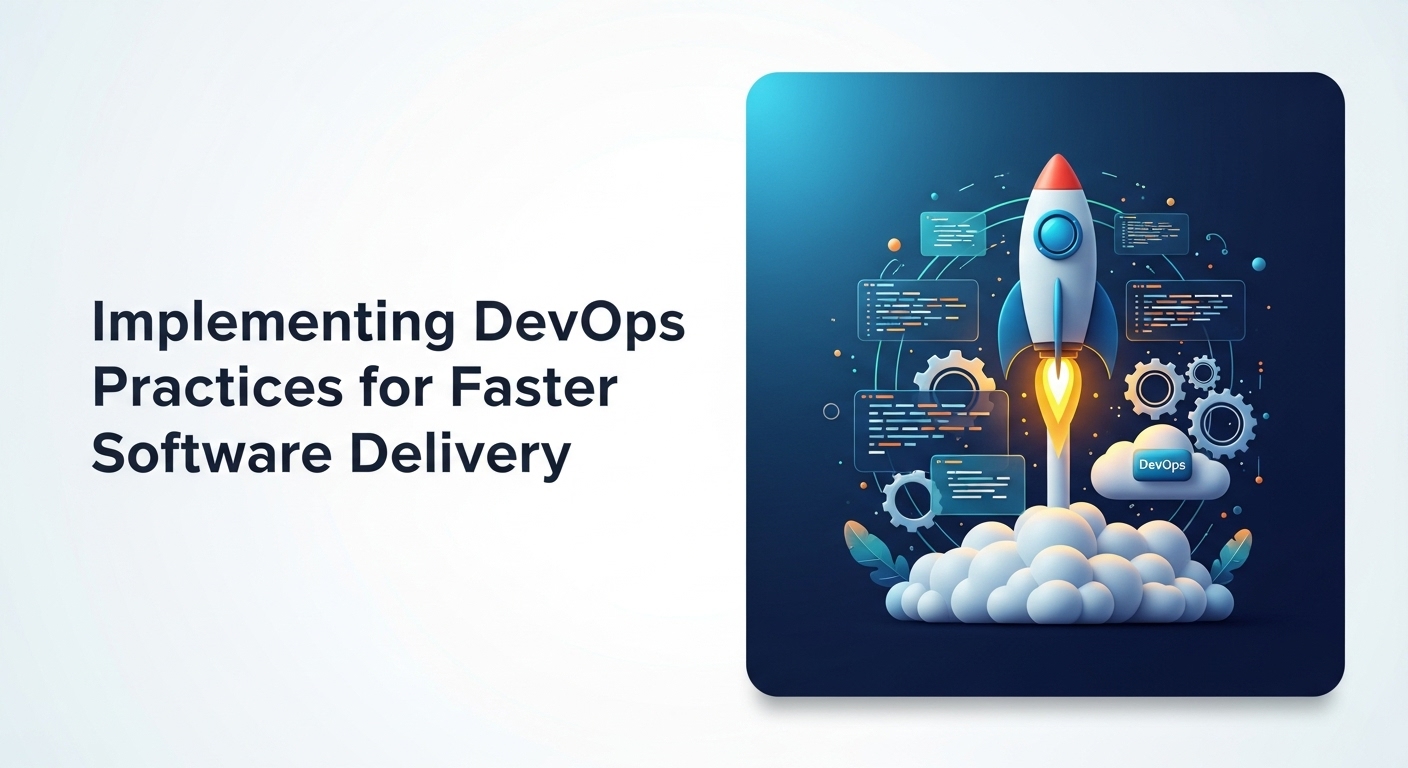 Implementing DevOps
Practices for Faster
Software Delivery
DevOps